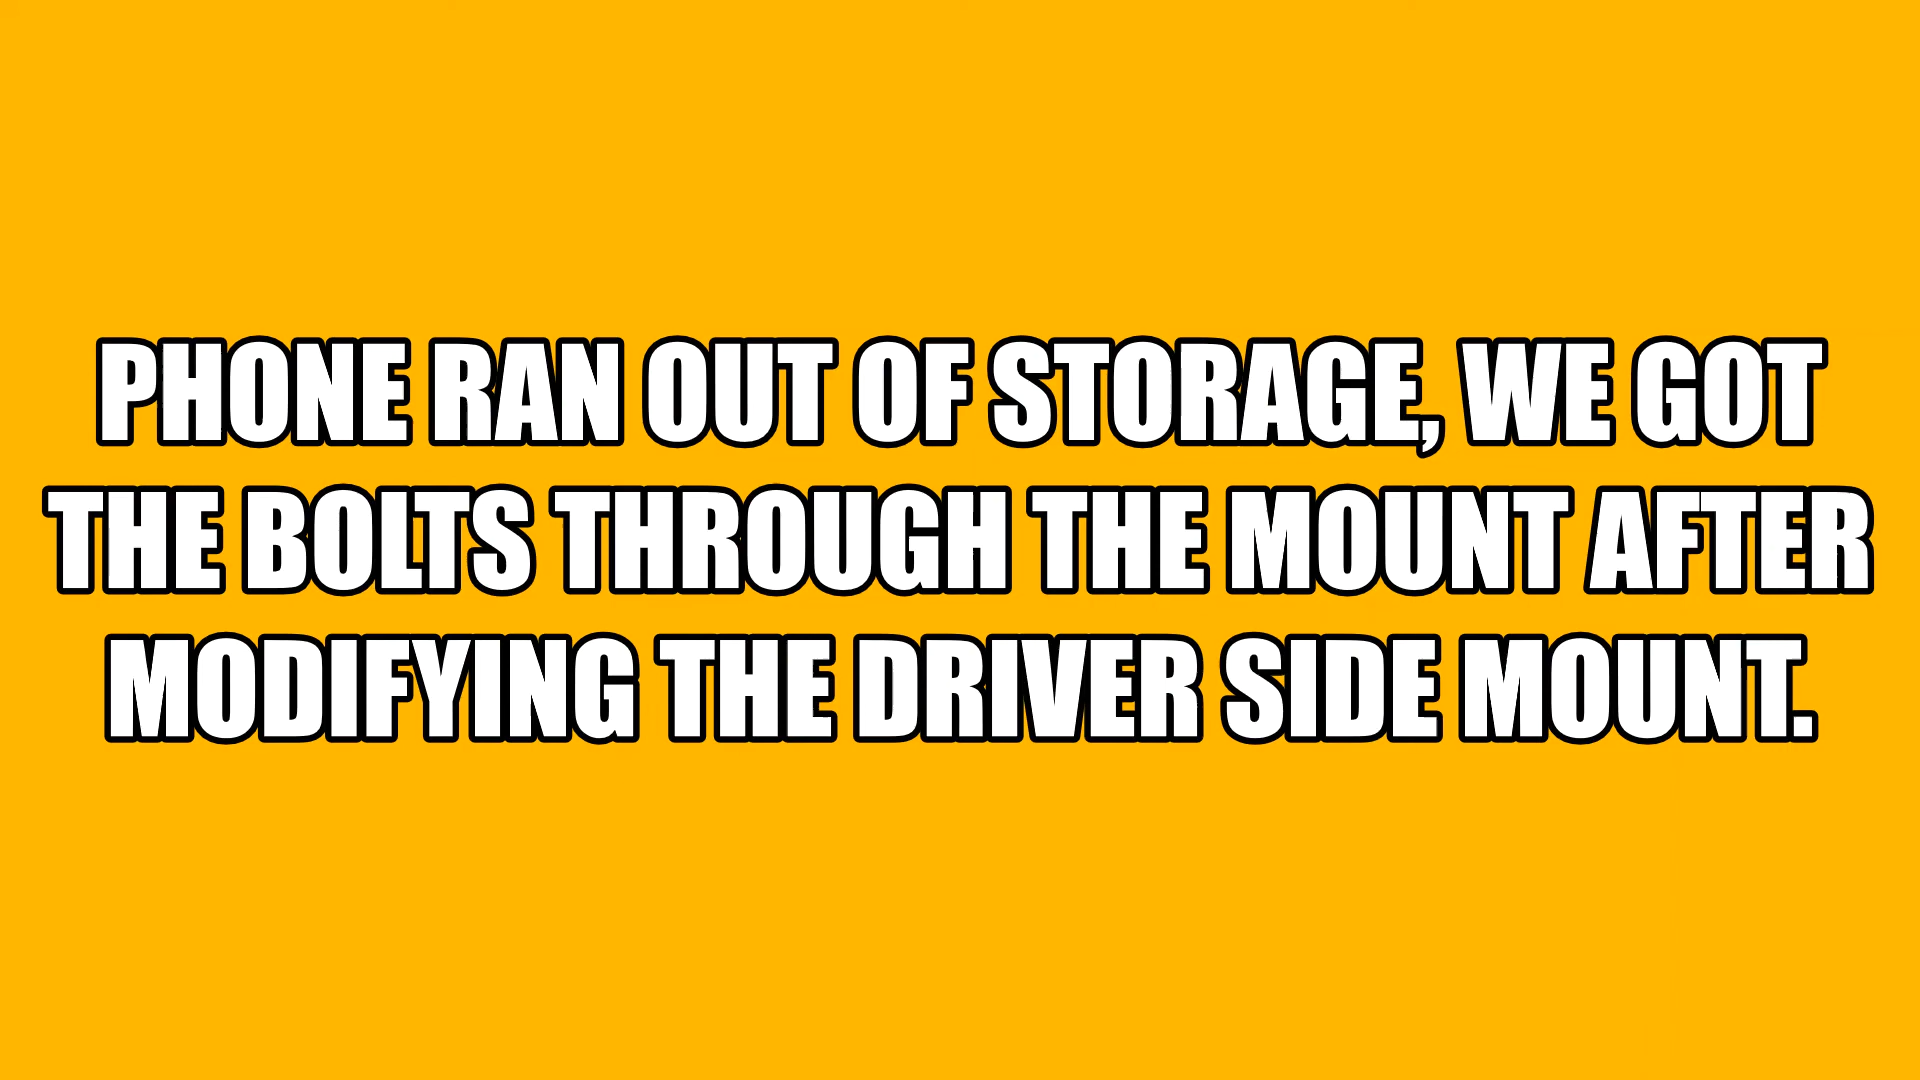 PHONE RAN OUT OF STORAGE, WE GOT
THE BOLTS THROUGH THE MOUNT AFTER
MODIFYING THE DRIVER SIDE MOUNT.